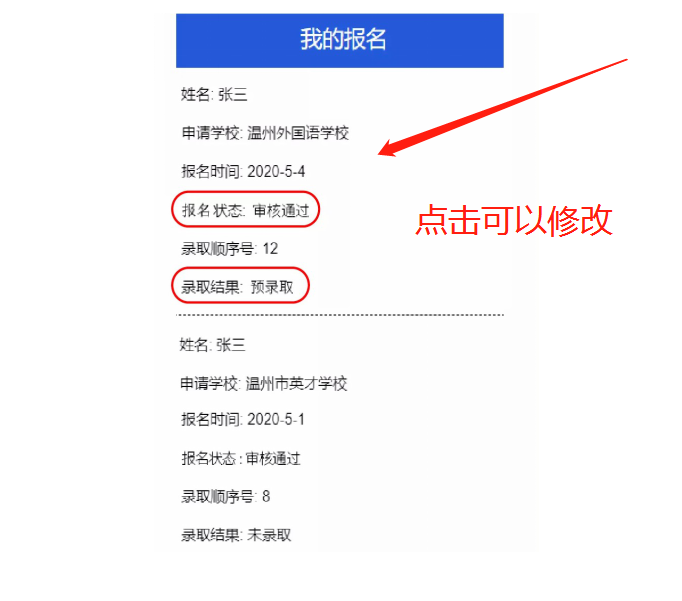 我的报名
姓名: 张三
申请学校: 温州外国语学校
报名时间: 2020-5-4
报名状态: 审核通过
点击可以修改
录取顺序号: 12
录取结果: 预录取
姓名: 张三
申请学校: 温州市英才学校
报名时间: 2020-5-1
报名状态 : 审核通过
录取顺序号: 8
录取结果: 未录取